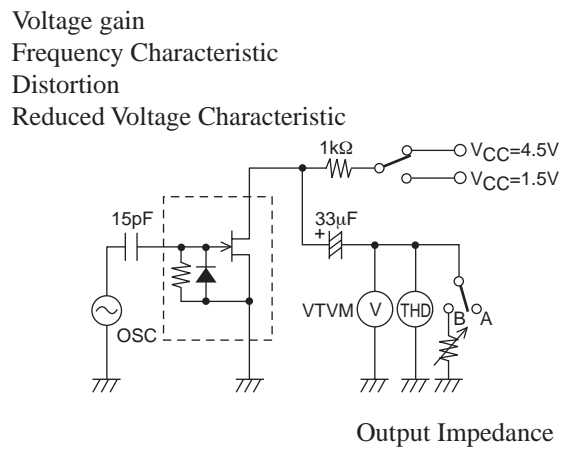 Voltage gain
Frequency Characteristic
Distortion
Reduced Voltage Characteristic
1kΩ
VCC=4.5V
VCC=1.5V
15pF
33μF
+
OSC
VTVM
V
THD
B
A
Output Impedance